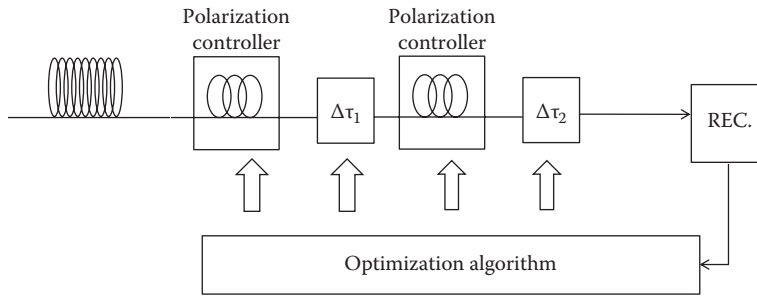 Polarization
controller
Polarization
controller
Δτ1
Δτ2
REC.
Optimization algorithm